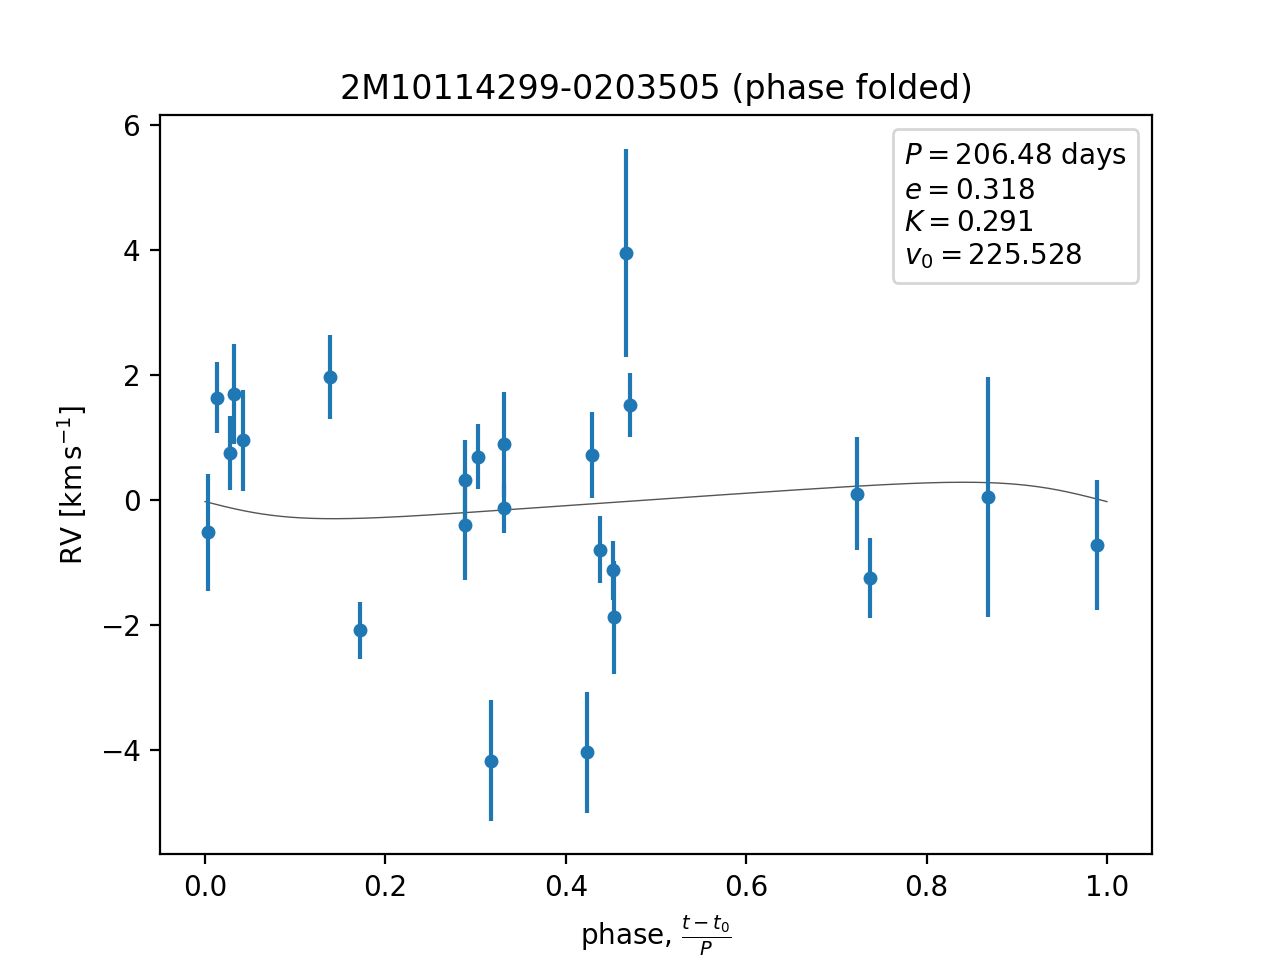 2M10114299-0203505 (phase folded)
P = 206.48 days
e = 0.318
K = 0.291
v₀ = 225.528
RV [km s⁻¹]
6
4
2
0
−2
−4
0.0 0.2 0.4 0.6 0.8 1.0
phase, (t − t₀)/P